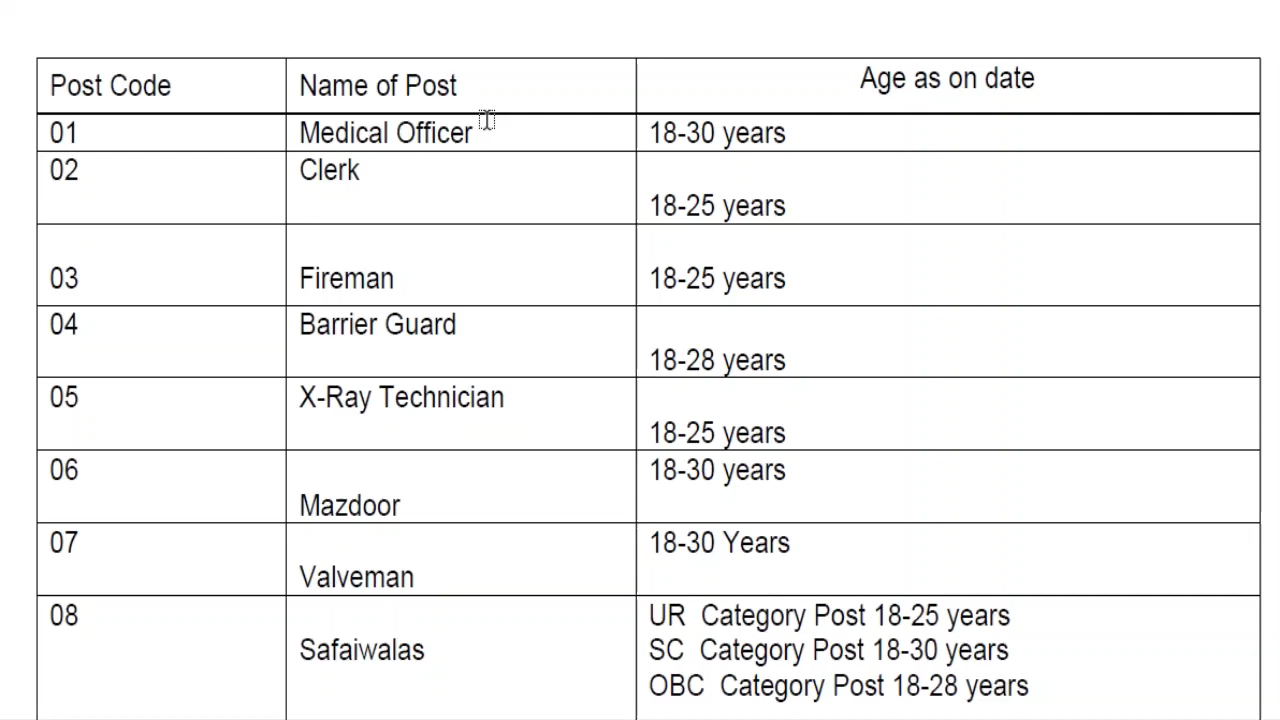 Post Code Name of Post Age as on date
01 Medical Officer 18-30 years
02 Clerk
18-25 years
03 Fireman 18-25 years
04 Barrier Guard
18-28 years
05 X-Ray Technician
18-25 years
06 18-30 years
Mazdoor
07 18-30 Years
Valveman
08 UR Category Post 18-25 years
Safaiwalas SC Category Post 18-30 years
OBC Category Post 18-28 years